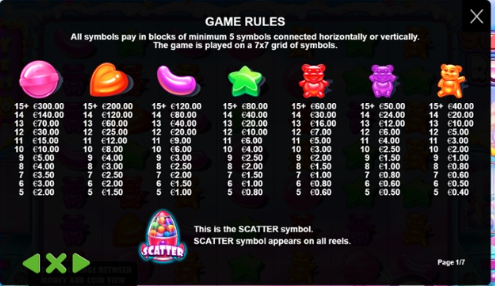 GAME RULES
All symbols pay in blocks of minimum 5 symbols connected horizontally or vertically.
The game is played on a 7x7 grid of symbols.
15+ €300.00 15+ €200.00 15+ €120.00 15+ €80.00 15+ €60.00 15+ €50.00 15+ €40.00
14 €140.00 14 €120.00 14 €80.00 14 €40.00 14 €30.00 14 €24.00 14 €20.00
13 €70.00 13 €60.00 13 €40.00 13 €20.00 13 €16.00 13 €12.00 13 €10.00
12 €30.00 12 €25.00 12 €20.00 12 €10.00 12 €7.00 12 €6.00 12 €5.00
11 €15.00 11 €12.00 11 €9.00 11 €6.00 11 €5.00 11 €4.00 11 €3.00
10 €10.00 10 €8.00 10 €6.00 10 €4.00 10 €3.00 10 €2.50 10 €2.00
9 €5.00 9 €4.00 9 €3.00 9 €2.50 9 €2.00 9 €1.50 9 €1.00
8 €4.00 8 €3.00 8 €2.50 8 €2.00 8 €1.50 8 €1.00 8 €0.80
7 €3.50 7 €2.50 7 €2.00 7 €1.50 7 €1.00 7 €0.80 7 €0.60
6 €3.00 6 €2.00 6 €1.50 6 €1.00 6 €0.80 6 €0.60 6 €0.50
5 €2.00 5 €1.50 5 €1.00 5 €0.80 5 €0.60 5 €0.50 5 €0.40
SCATTER
This is the SCATTER symbol.
SCATTER symbol appears on all reels.
Page 1/7